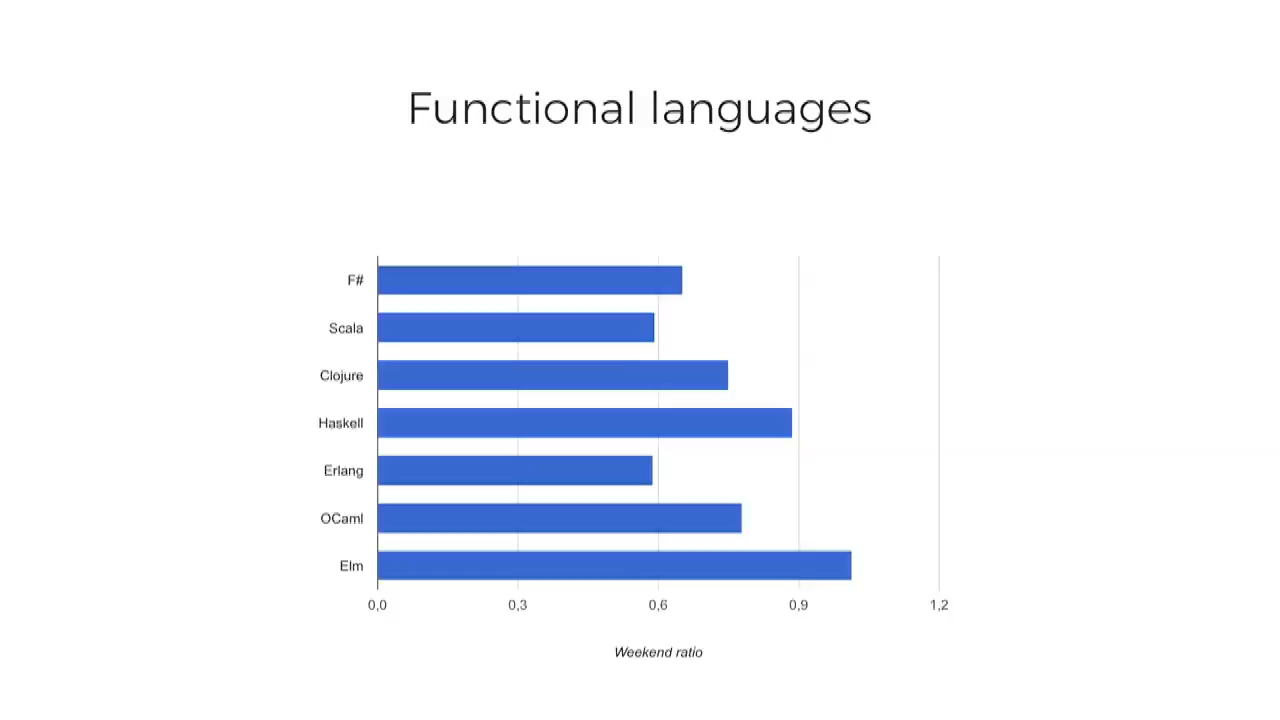 Functional languages
F#
Scala
Clojure
Haskell
Erlang
OCaml
Elm
0,0 0,3 0,6 0,9 1,2
Weekend ratio